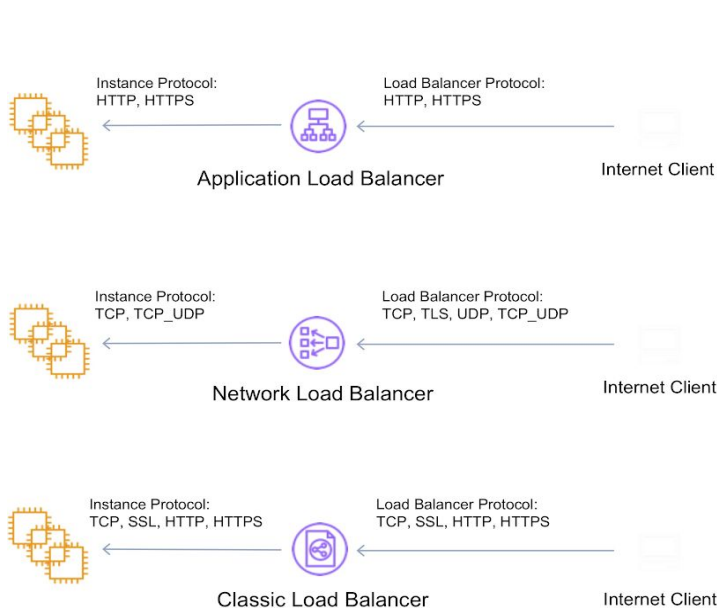 Instance Protocol:
HTTP, HTTPS
Load Balancer Protocol:
HTTP, HTTPS
Application Load Balancer
Internet Client
Instance Protocol:
TCP, TCP_UDP
Load Balancer Protocol:
TCP, TLS, UDP, TCP_UDP
Network Load Balancer
Internet Client
Instance Protocol:
TCP, SSL, HTTP, HTTPS
Load Balancer Protocol:
TCP, SSL, HTTP, HTTPS
Classic Load Balancer
Internet Client